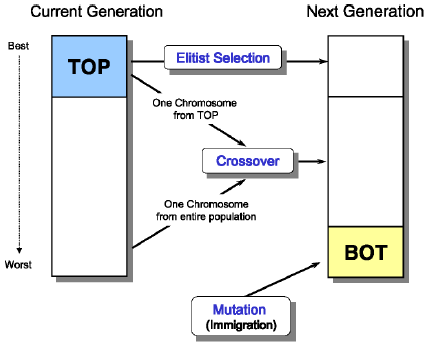 Current Generation
Next Generation
Best
TOP
Elitist Selection
One Chromosome
from TOP
Crossover
One Chromosome
from entire population
Worst
BOT
Mutation
(Immigration)